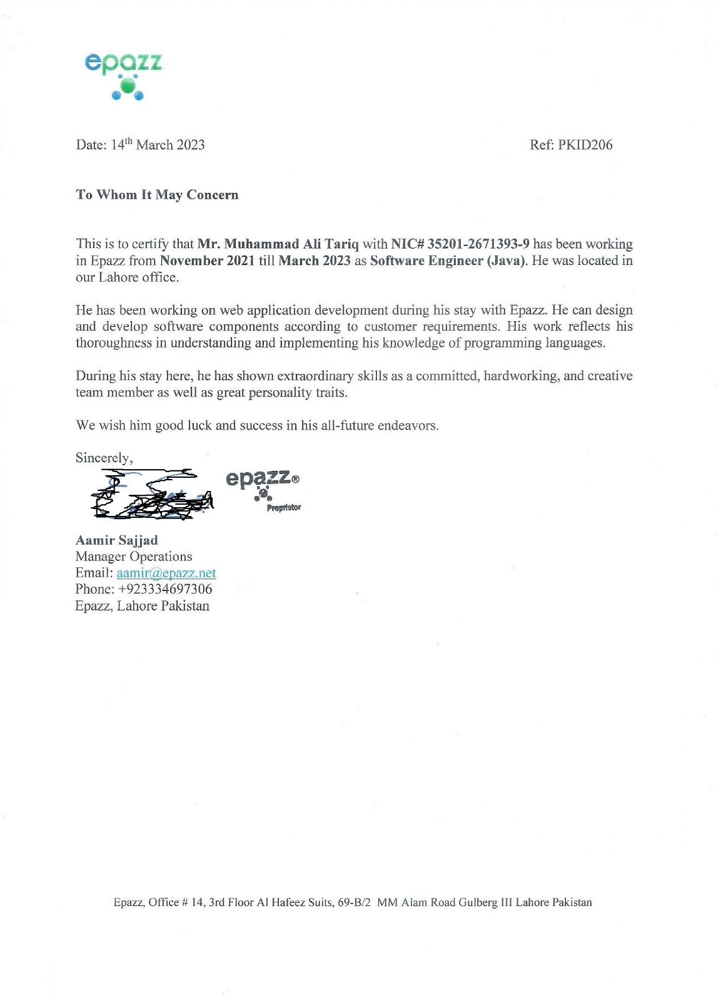 epazz
Date: 14th March 2023 Ref: PKID206
To Whom It May Concern
This is to certify that Mr. Muhammad Ali Tariq with NIC# 35201-2671393-9 has been working
in Epazz from November 2021 till March 2023 as Software Engineer (Java). He was located in
our Lahore office.
He has been working on web application development during his stay with Epazz. He can design
and develop software components according to customer requirements. His work reflects his
thoroughness in understanding and implementing his knowledge of programming languages.
During his stay here, he has shown extraordinary skills as a committed, hardworking, and creative
team member as well as great personality traits.
We wish him good luck and success in his all-future endeavors.
Sincerely,
epazz®
Proprietor
Aamir Sajjad
Manager Operations
Email: aamir@epazz.net
Phone: +923334697306
Epazz, Lahore Pakistan
Epazz, Office # 14, 3rd Floor Al Hafeez Suits, 69-B/2 MM Alam Road Gulberg III Lahore Pakistan